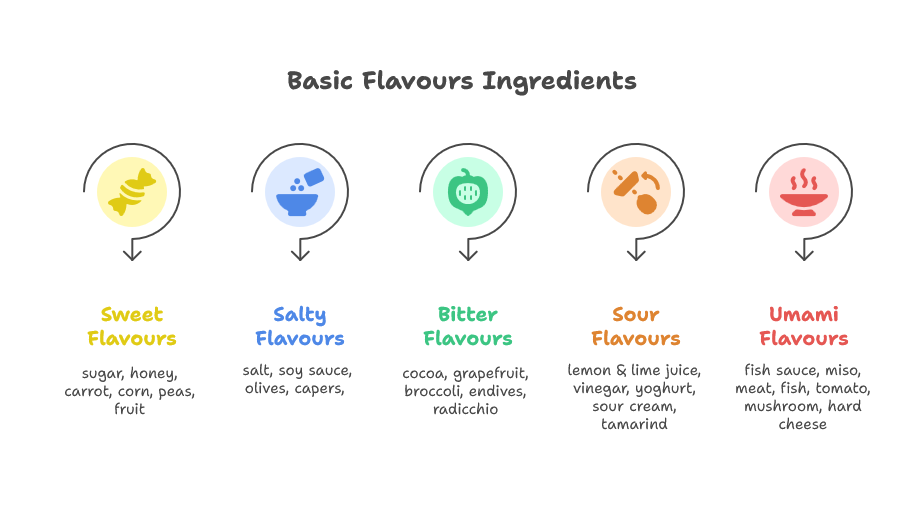 Basic Flavours Ingredients
Sweet
Flavours
sugar, honey,
carrot, corn, peas,
fruit
Salty
Flavours
salt, soy sauce,
olives, capers,
Bitter
Flavours
cocoa, grapefruit,
broccoli, endives,
radicchio
Sour
Flavours
lemon & lime juice,
vinegar, yoghurt,
sour cream,
tamarind
Umami
Flavours
fish sauce, miso,
meat, fish, tomato,
mushroom, hard
cheese